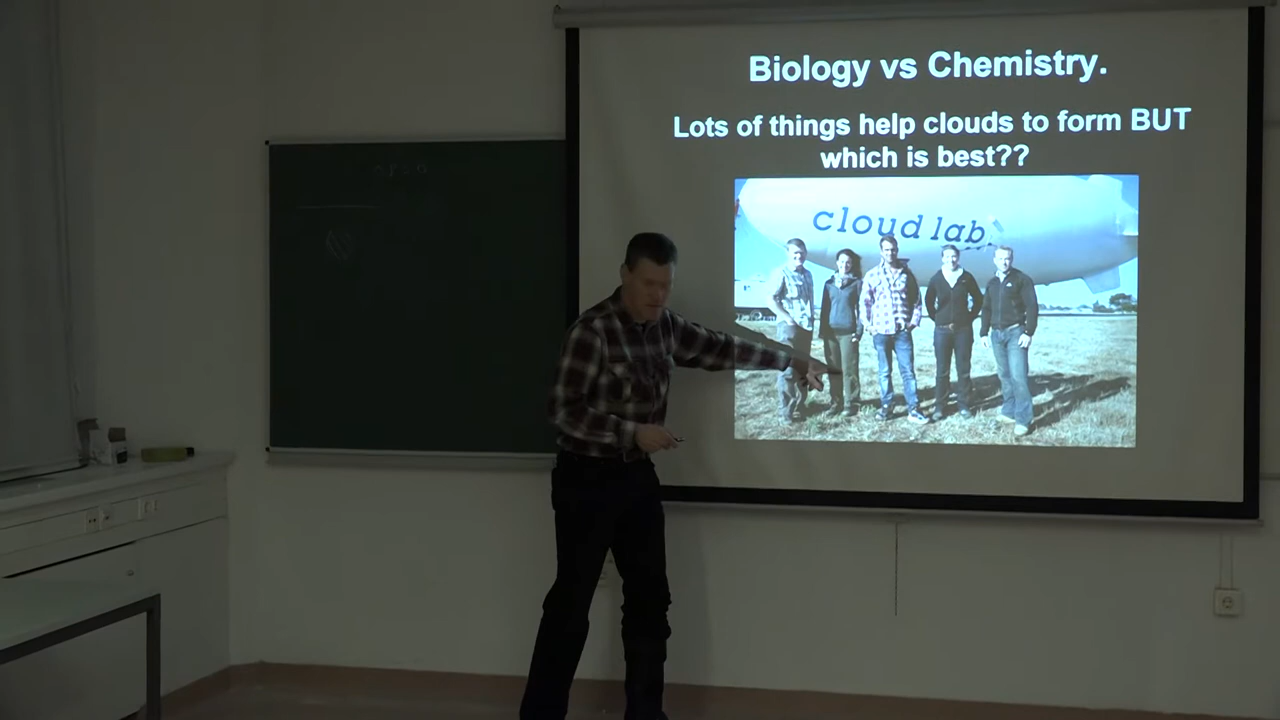 Biology vs Chemistry.
Lots of things help clouds to form BUT
which is best??
cloud lab